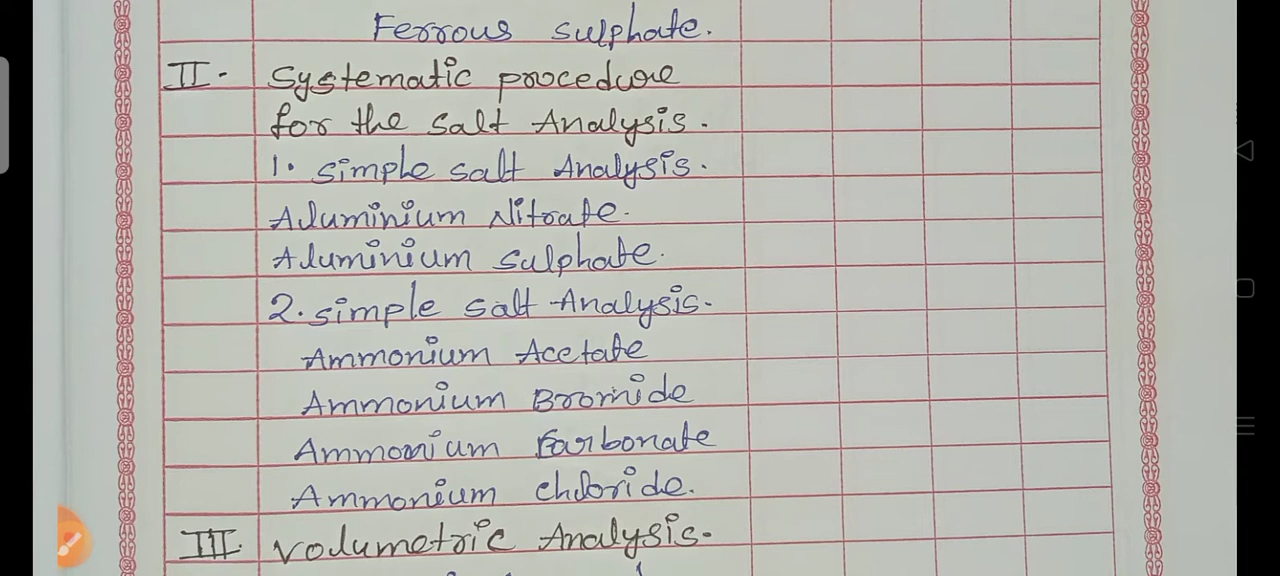 Ferrous sulphate.
II. Systematic procedure
for the salt Analysis.
1. simple salt Analysis.
Aluminium Nitrate.
Aluminium sulphate.
2. simple salt Analysis.
Ammonium Acetate
Ammonium Bromide
Ammonium Carbonate
Ammonium chloride.
III. volumetric Analysis.